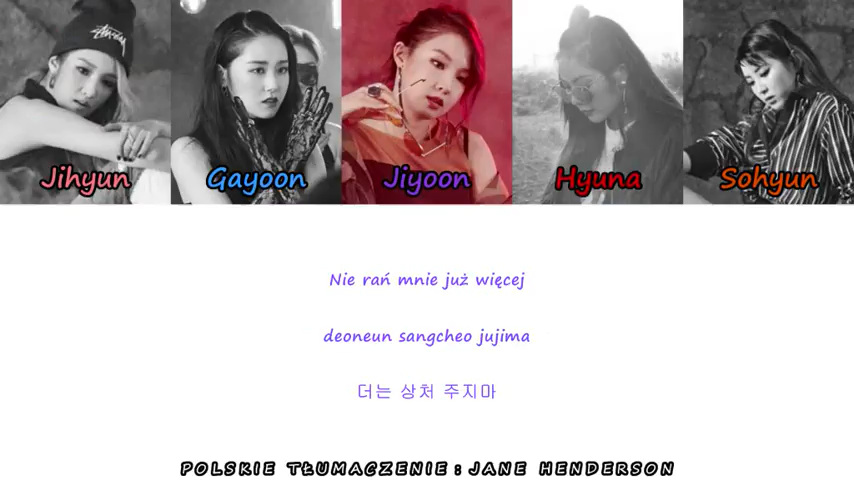 STUSSY
Jihyun Gayoon Jiyoon Hyuna Sohyun
Nie rań mnie już więcej
deoneun sangcheo jujima
더는 상처 주지마
POLSKIE TŁUMACZENIE : JANE HENDERSON